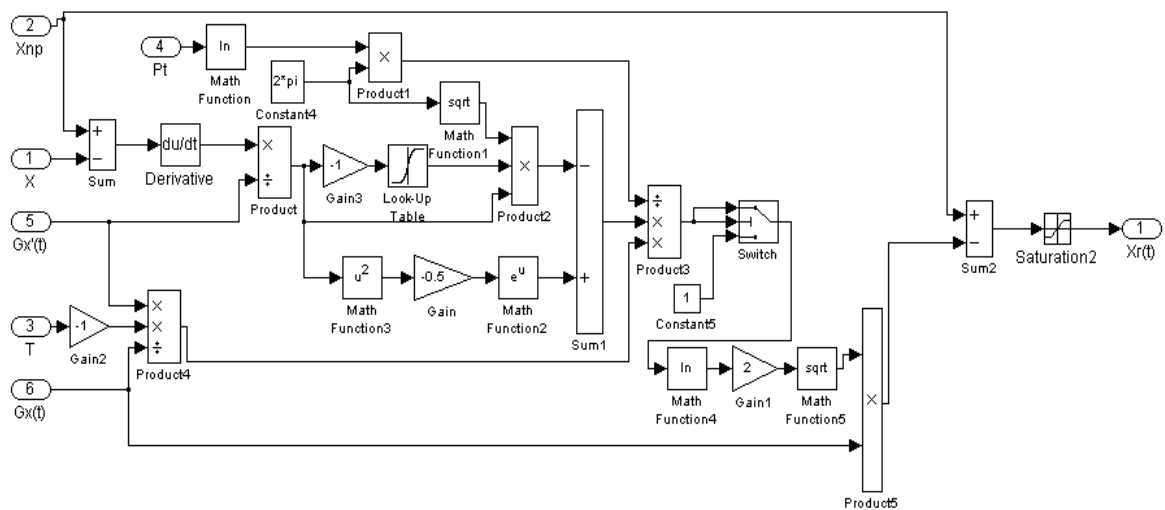 2
Xnp
4
Pt
ln
Math
Function
2*pi
Constant4
×
Product1
sqrt
Math
Function1
1
X
+
−
Sum
du/dt
Derivative
×
÷
Product
-1
Gain3
Look-Up
Table
×
Product2
5
Gx'(t)
u²
Math
Function3
-0.5
Gain
eᵘ
Math
Function2
−
+
Sum1
÷
×
×
Product3
Switch
1
Constant5
+
−
Sum2
Saturation2
1
Xr(t)
3
T
-1
Gain2
×
×
÷
Product4
6
Gx(t)
ln
Math
Function4
2
Gain1
sqrt
Math
Function5
×
Product5